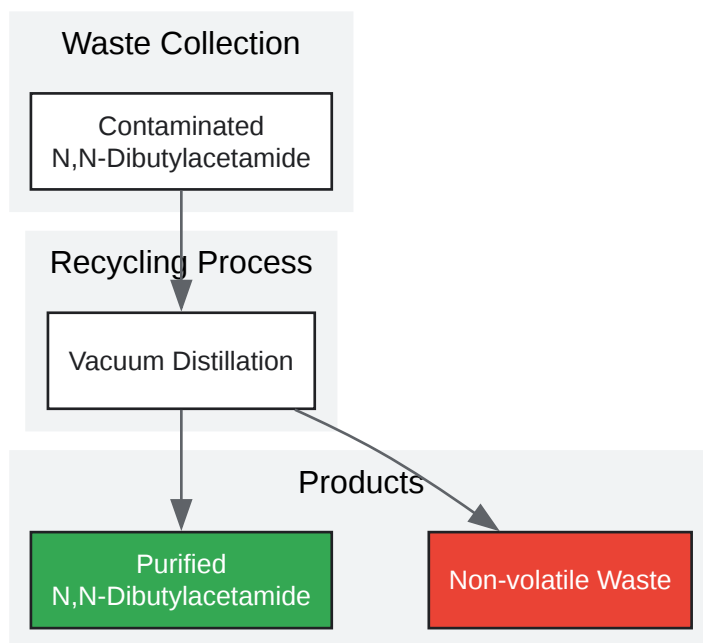 Waste Collection
Contaminated
N,N-Dibutylacetamide
Recycling Process
Vacuum Distillation
Products
Purified
N,N-Dibutylacetamide
Non-volatile Waste